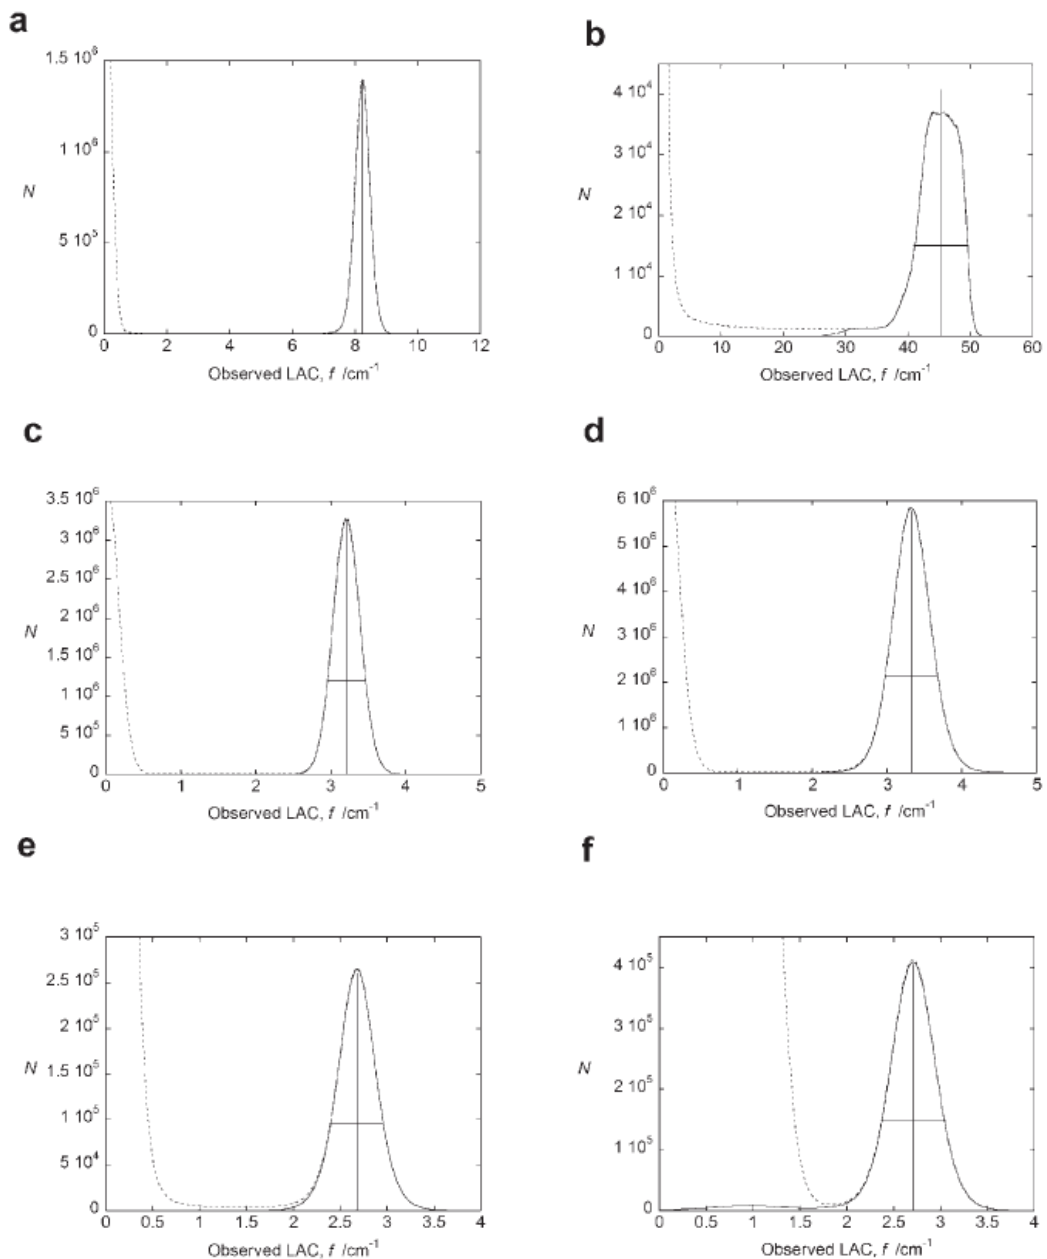 a
1.5 10⁶
1 10⁶
N
5 10⁵
0
0 2 4 6 8 10 12
Observed LAC, f /cm⁻¹
b
4 10⁴
3 10⁴
N
2 10⁴
1 10⁴
0
0 10 20 30 40 50 60
Observed LAC, f /cm⁻¹
c
3.5 10⁶
3 10⁶
2.5 10⁶
2 10⁶
N
1.5 10⁶
1 10⁶
5 10⁵
0
0 1 2 3 4 5
Observed LAC, f /cm⁻¹
d
6 10⁶
5 10⁶
4 10⁶
N
3 10⁶
2 10⁶
1 10⁶
0
0 1 2 3 4 5
Observed LAC, f /cm⁻¹
e
3 10⁵
2.5 10⁵
2 10⁵
N
1.5 10⁵
1 10⁵
5 10⁴
0
0 0.5 1 1.5 2 2.5 3 3.5 4
Observed LAC, f /cm⁻¹
f
4 10⁵
3 10⁵
N
2 10⁵
1 10⁵
0
0 0.5 1 1.5 2 2.5 3 3.5 4
Observed LAC, f /cm⁻¹